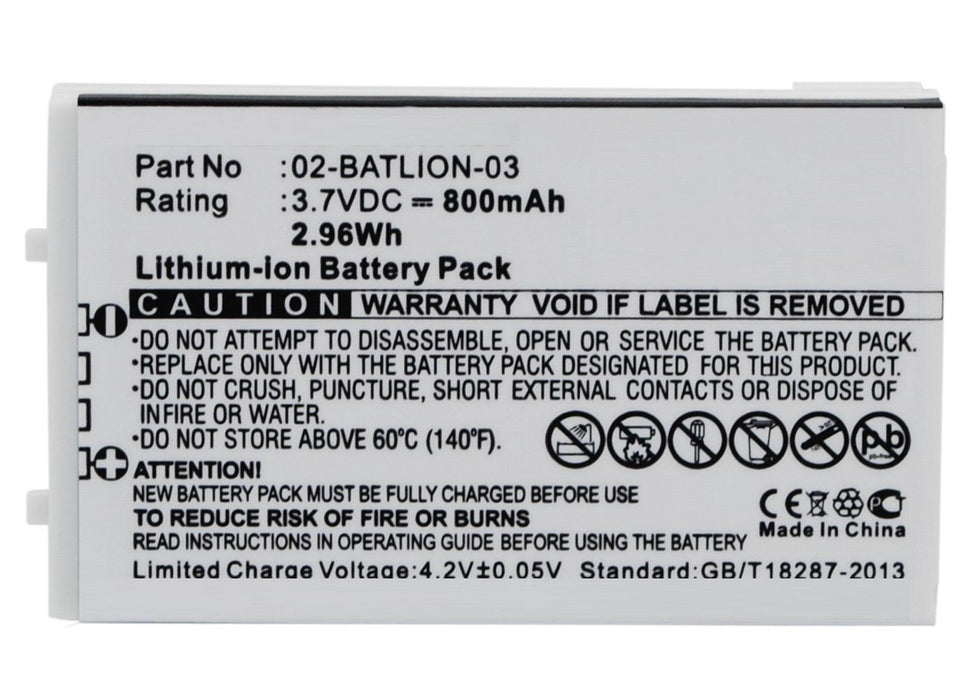 Part No :02-BATLION-03
Rating :3.7VDC ⎓ 800mAh
2.96Wh
Lithium-ion Battery Pack
CAUTION WARRANTY VOID IF LABEL IS REMOVED
·DO NOT ATTEMPT TO DISASSEMBLE, OPEN OR SERVICE THE BATTERY PACK.
·REPLACE ONLY WITH THE BATTERY PACK DESIGNATED FOR THIS PRODUCT.
·DO NOT CRUSH, PUNCTURE, SHORT EXTERNAL CONTACTS OR DISPOSE OF
IN FIRE OR WATER.
·DO NOT STORE ABOVE 60°C (140°F).
Pb
pb-free
ATTENTION!
NEW BATTERY PACK MUST BE FULLY CHARGED BEFORE USE
TO REDUCE RISK OF FIRE OR BURNS
CE
Made In China
READ INSTRUCTIONS IN OPERATING GUIDE BEFORE USING THE BATTERY
Limited Charge Voltage:4.2V±0.05V Standard:GB/T18287-2013